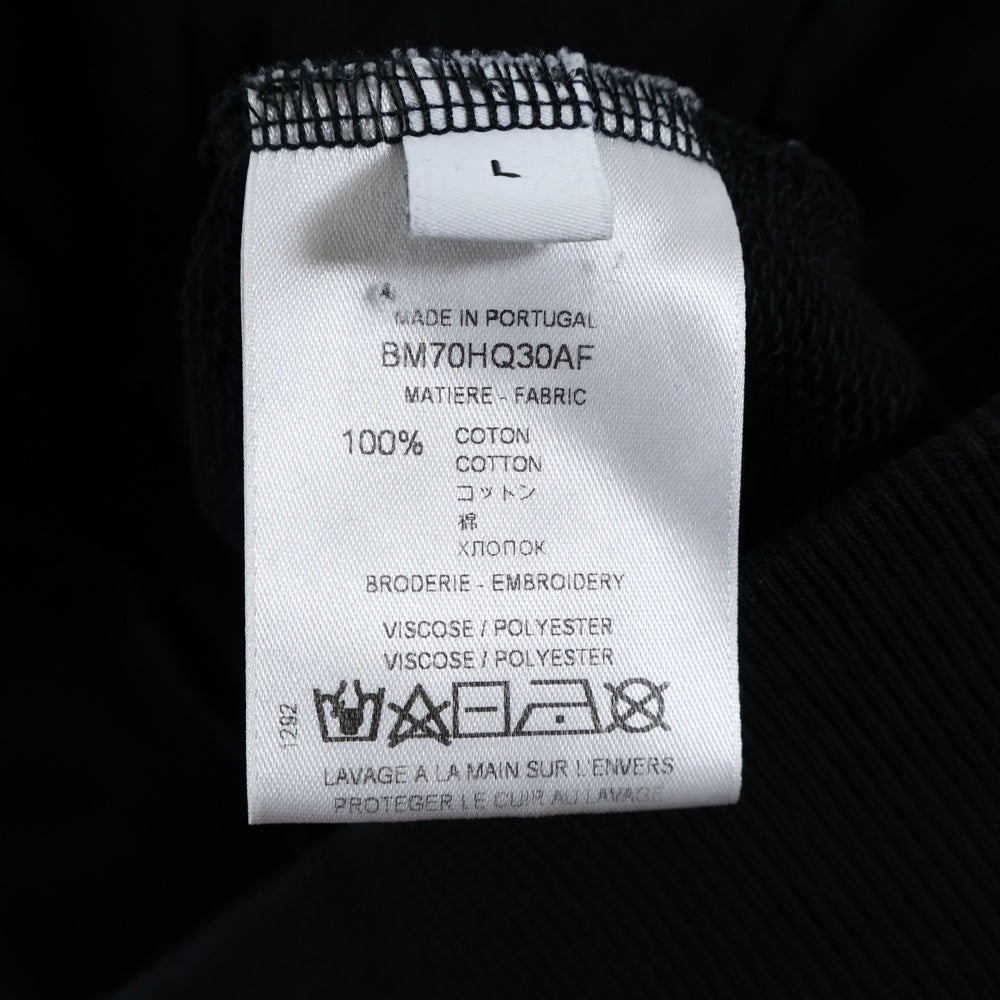 L
MADE IN PORTUGAL
BM70HQ30AF
MATIERE - FABRIC
100% COTON
COTTON
コットン
棉
ХЛОПОК
BRODERIE - EMBROIDERY
VISCOSE / POLYESTER
VISCOSE / POLYESTER
1292
LAVAGE A LA MAIN SUR L'ENVERS
PROTEGER LE CUIR AU LAVAGE